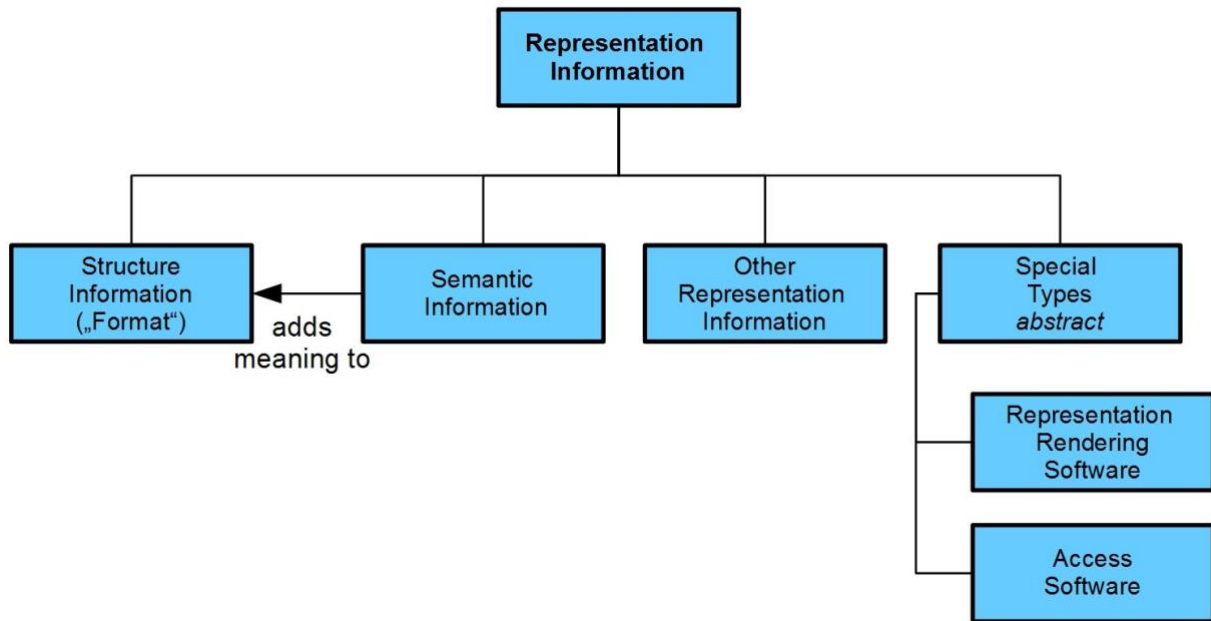 Representation
Information
Structure
Information
(„Format“)
adds
meaning to
Semantic
Information
Other
Representation
Information
Special
Types
abstract
Representation
Rendering
Software
Access
Software